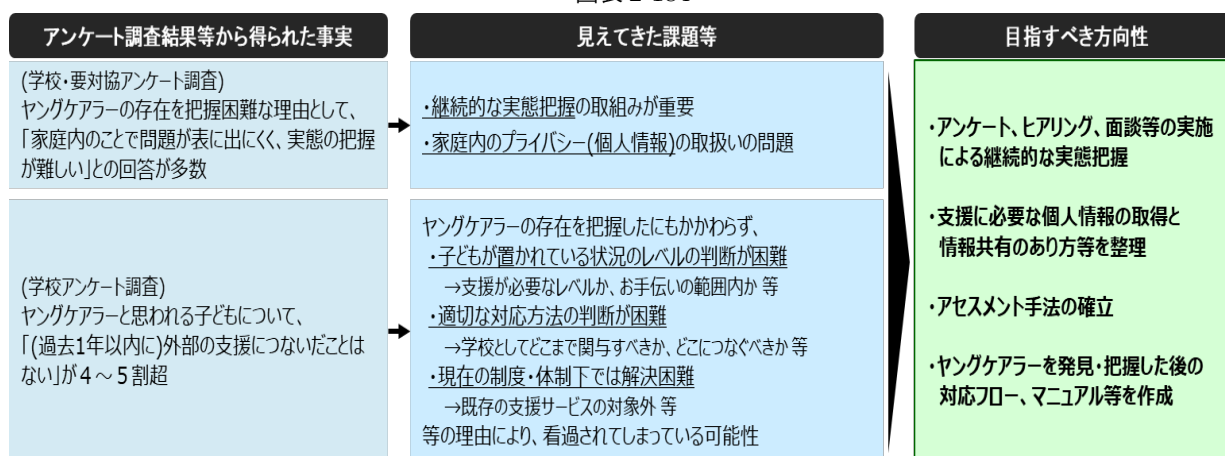 アンケート調査結果等から得られた事実
(学校・要対協アンケート調査)
ヤングケアラーの存在を把握困難な理由として、
「家庭内のことで問題が表に出にくく、実態の把握
が難しい」との回答が多数
(学校アンケート調査)
ヤングケアラーと思われる子どもについて、
「(過去1年以内に)外部の支援につないだことは
ない」が４～５割超
見えてきた課題等
・継続的な実態把握の取組みが重要
・家庭内のプライバシー(個人情報)の取扱いの問題
ヤングケアラーの存在を把握したにもかかわらず、
・子どもが置かれている状況のレベルの判断が困難
→支援が必要なレベルか、お手伝いの範囲内か 等
・適切な対応方法の判断が困難
→学校としてどこまで関与すべきか、どこにつなぐべきか 等
・現在の制度・体制下では解決困難
→既存の支援サービスの対象外 等
等の理由により、看過されてしまっている可能性
目指すべき方向性
・アンケート、ヒアリング、面談等の実施
による継続的な実態把握
・支援に必要な個人情報の取得と
情報共有のあり方等を整理
・アセスメント手法の確立
・ヤングケアラーを発見・把握した後の
対応フロー、マニュアル等を作成